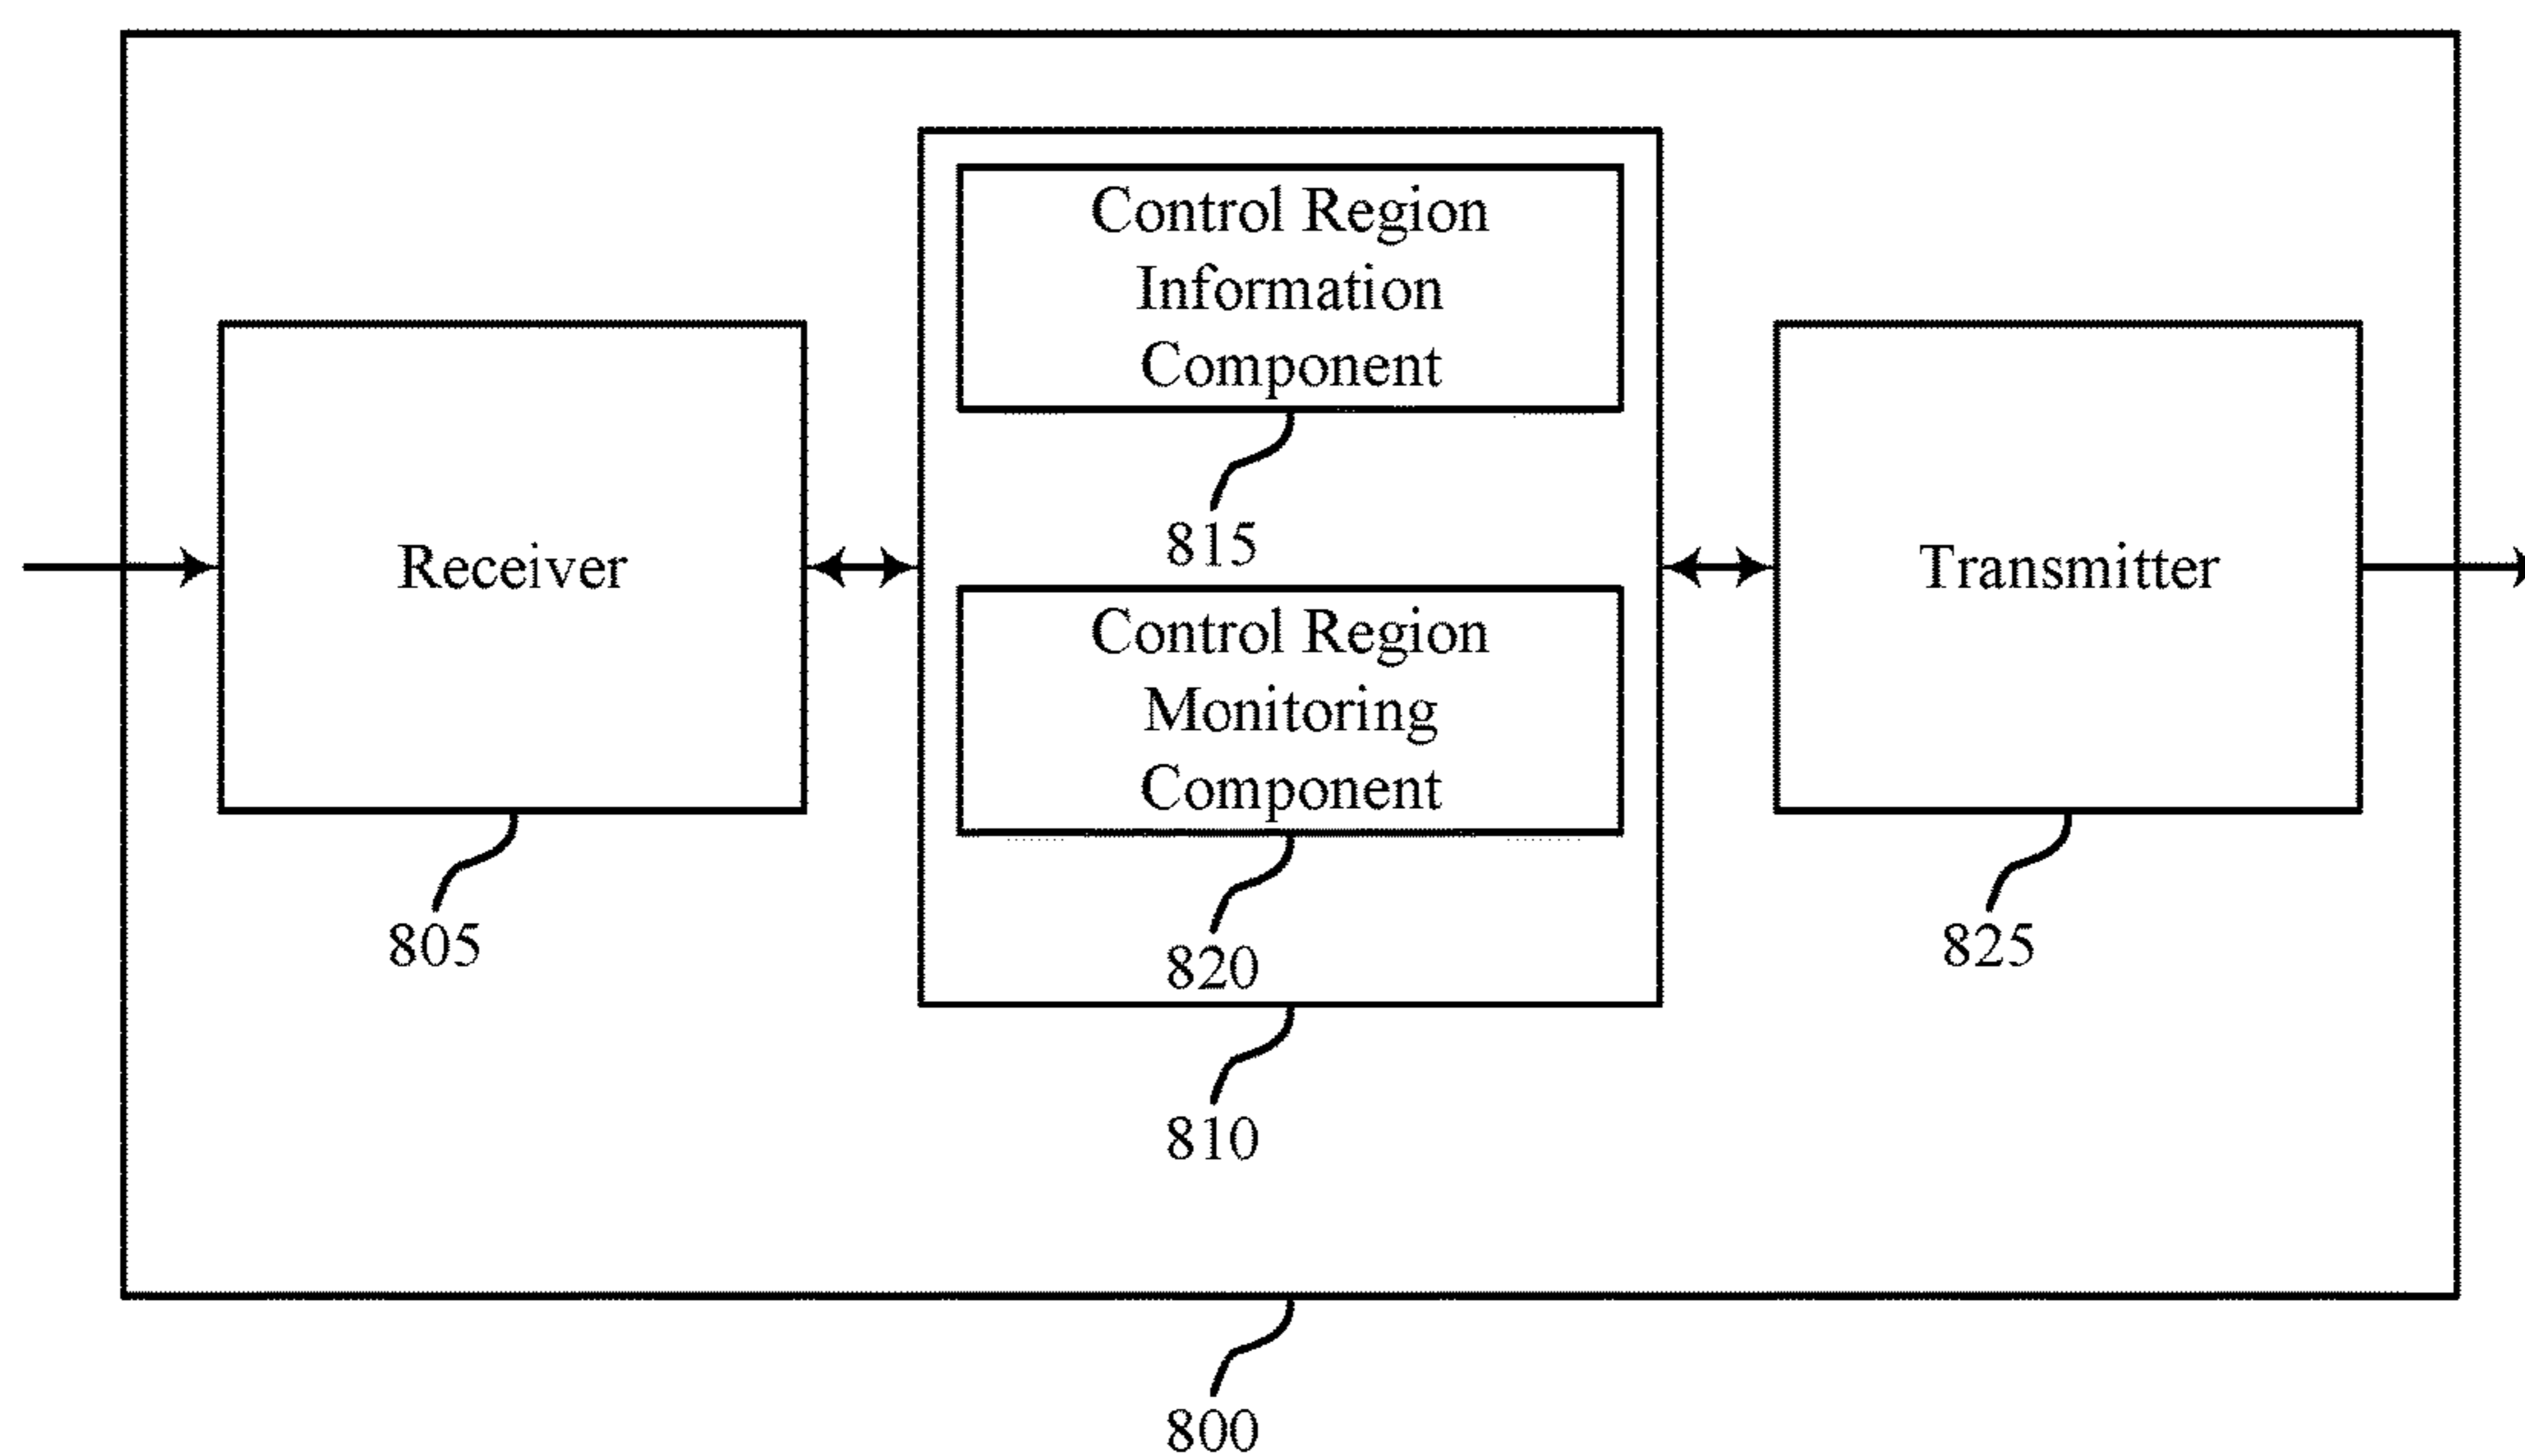 Control Region
Information
Component
815
Receiver
805
Control Region
Monitoring
Component
820
810
Transmitter
825
800